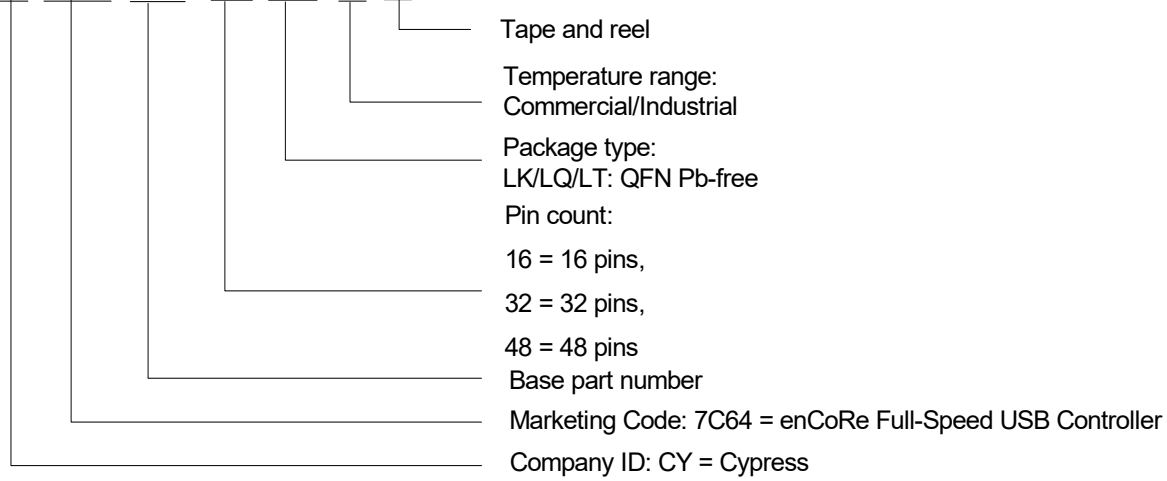 Tape and reel
Temperature range:
Commercial/Industrial
Package type:
LK/LQ/LT: QFN Pb-free
Pin count:
16 = 16 pins,
32 = 32 pins,
48 = 48 pins
Base part number
Marketing Code: 7C64 = enCoRe Full-Speed USB Controller
Company ID: CY = Cypress